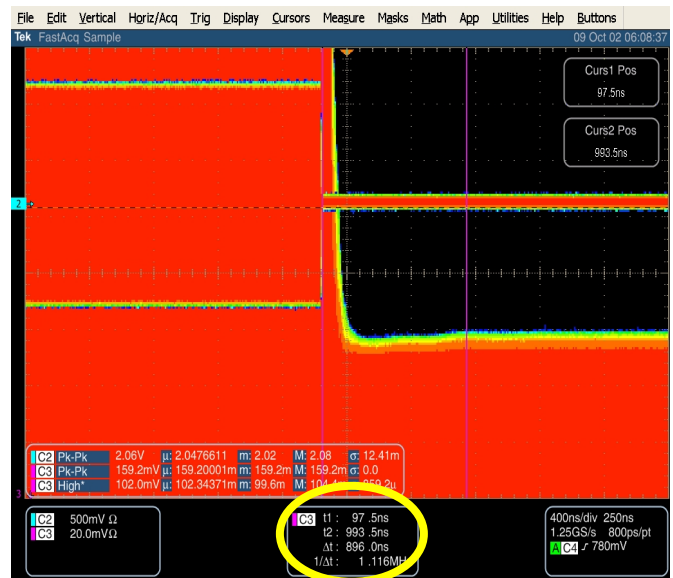 File Edit Vertical Horiz/Acq Trig Display Cursors Measure Masks Math App Utilities Help Buttons
Tek FastAcq Sample 09 Oct 02 06:08:37
Curs1 Pos
97.5ns
Curs2 Pos
993.5ns
2
C2 Pk-Pk 2.06V µ: 2.0476611 m: 2.02 M: 2.08 σ: 12.41m
C3 Pk-Pk 159.2mV µ: 159.20001m m: 159.2m M: 159.2m σ: 0.0
C3 High* 102.0mV µ: 102.34371m m: 99.6m M:
3
C2 500mV Ω
C3 20.0mVΩ
C3 t1 : 97 .5ns
t2 : 993 .5ns
Δt : 896 .0ns
1/Δt : 1 .116MH
400ns/div 250ns
1.25GS/s 800ps/pt
A C4 ƒ 780mV